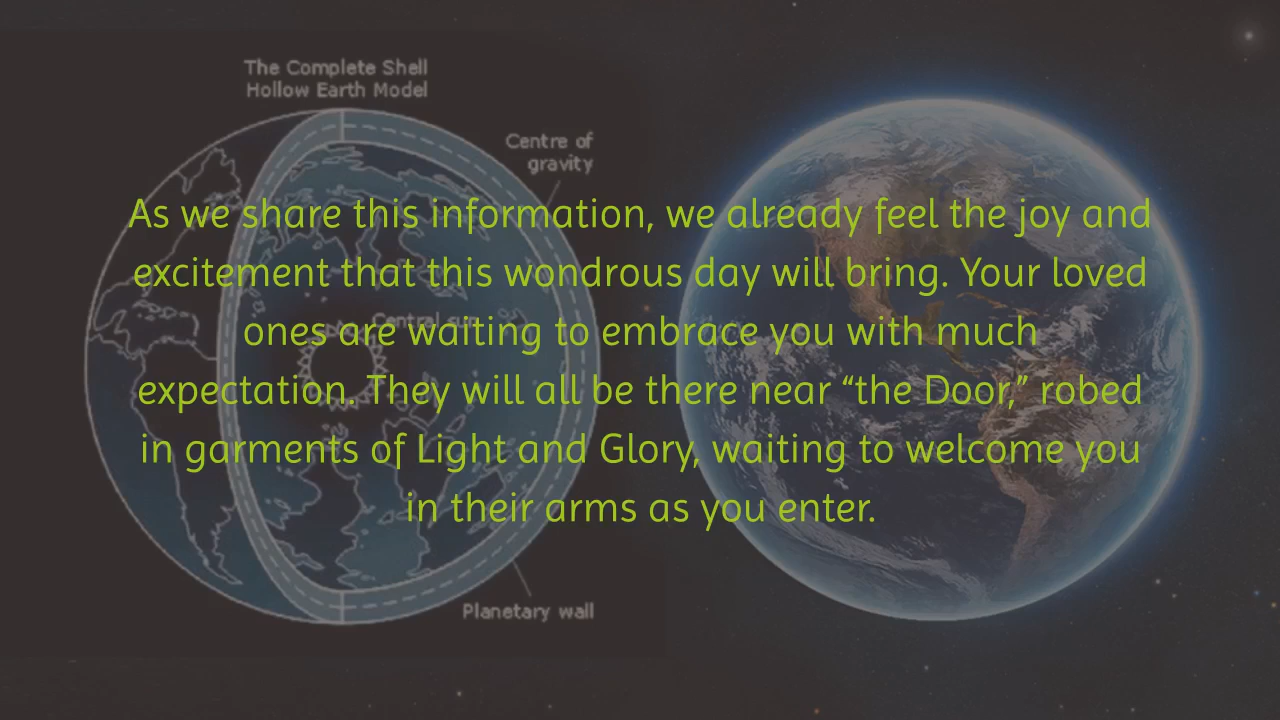 The Complete Shell
Hollow Earth Model
Centre of
gravity
As we share this information, we already feel the joy and
excitement that this wondrous day will bring. Your loved
Central sun
ones are waiting to embrace you with much
expectation. They will all be there near “the Door,” robed
in garments of Light and Glory, waiting to welcome you
in their arms as you enter.
Planetary wall